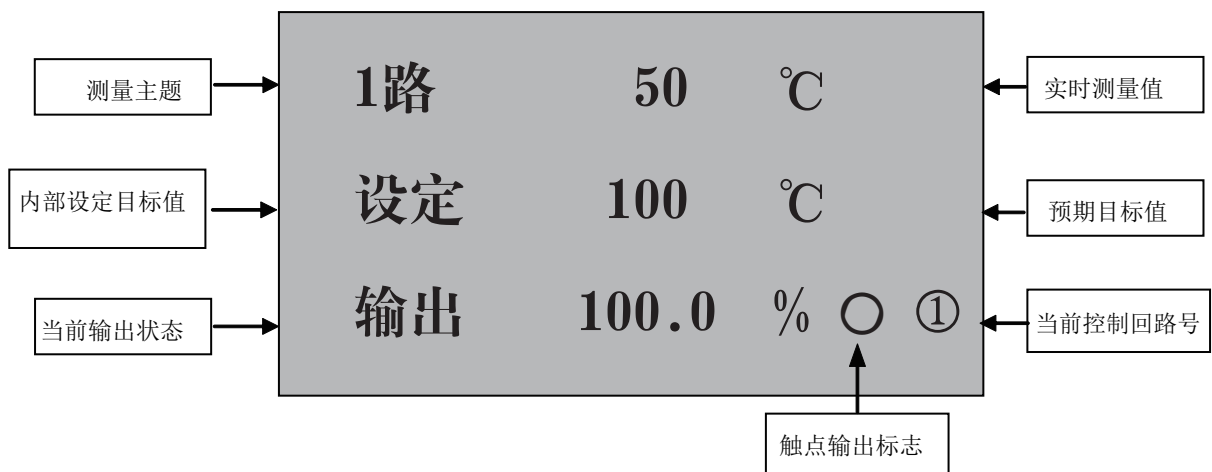 测量主题
1路 50 ℃
实时测量值
内部设定目标值
设定 100 ℃
预期目标值
当前输出状态
输出 100.0 % ○ ①
当前控制回路号
触点输出标志